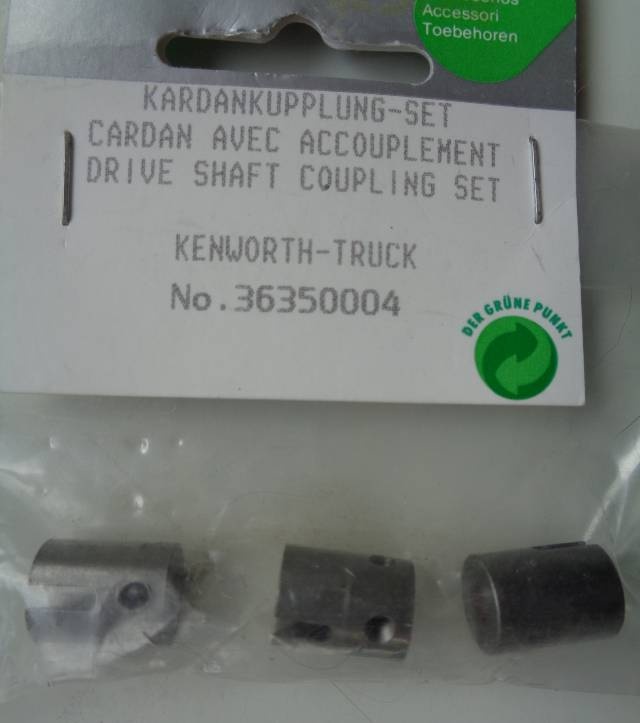 Accessori
Toebehoren
KARDANKUPPLUNG-SET
CARDAN AVEC ACCOUPLEMENT
DRIVE SHAFT COUPLING SET
KENWORTH-TRUCK
No.36350004
DER GRÜNE PUNKT